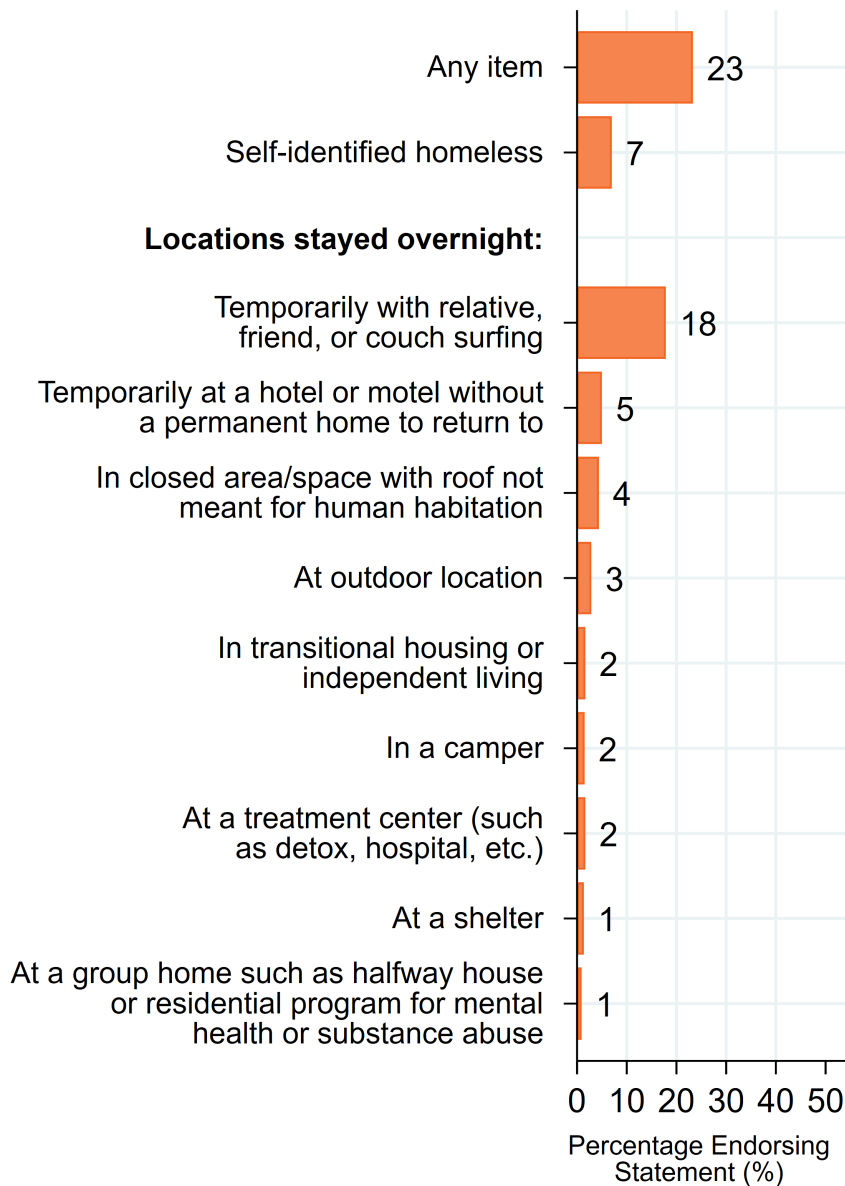 Any item
23
Self-identified homeless
7
Locations stayed overnight:
Temporarily with relative,
friend, or couch surfing
18
Temporarily at a hotel or motel without
a permanent home to return to
5
In closed area/space with roof not
meant for human habitation
4
At outdoor location
3
In transitional housing or
independent living
2
In a camper
2
At a treatment center (such
as detox, hospital, etc.)
2
At a shelter
1
At a group home such as halfway house
or residential program for mental
health or substance abuse
1
0 10 20 30 40 50
Percentage Endorsing
Statement (%)